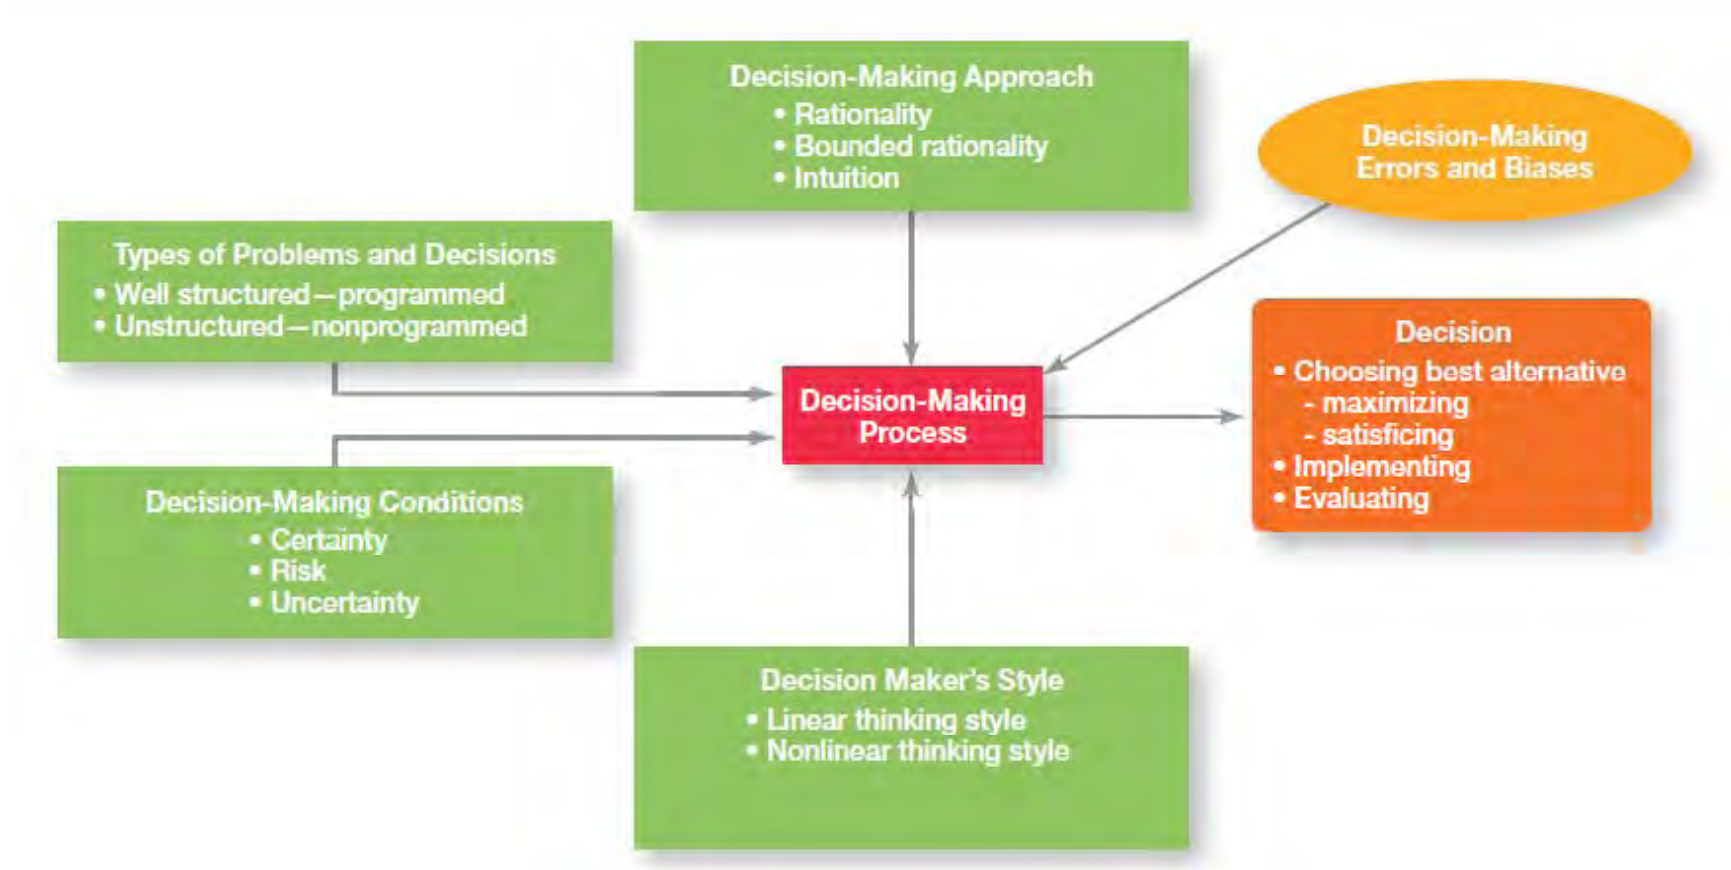 Decision-Making Approach
• Rationality
• Bounded rationality
• Intuition
Decision-Making
Errors and Biases
Types of Problems and Decisions
• Well structured—programmed
• Unstructured—nonprogrammed
Decision
• Choosing best alternative
- maximizing
- satisficing
• Implementing
• Evaluating
Decision-Making
Process
Decision-Making Conditions
• Certainty
• Risk
• Uncertainty
Decision Maker's Style
• Linear thinking style
• Nonlinear thinking style